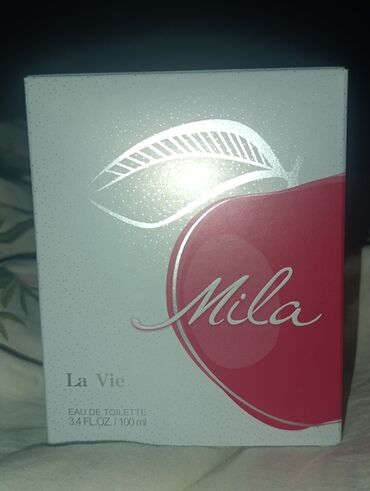 Mila
La Vie
EAU DE TOILETTE
3.4 FL.OZ. / 100 ml